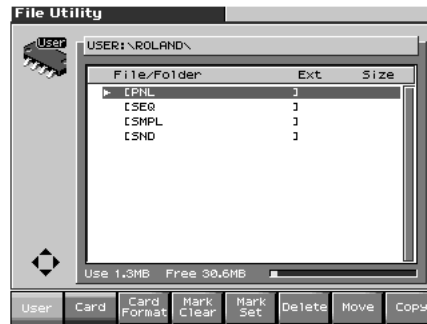 File Utility
User
USER:\ROLAND\
File/Folder Ext Size
[PNL ]
[SEQ ]
[SMPL ]
[SND ]
Use 1.3MB Free 30.6MB
User Card Card Format Mark Clear Mark Set Delete Move Copy